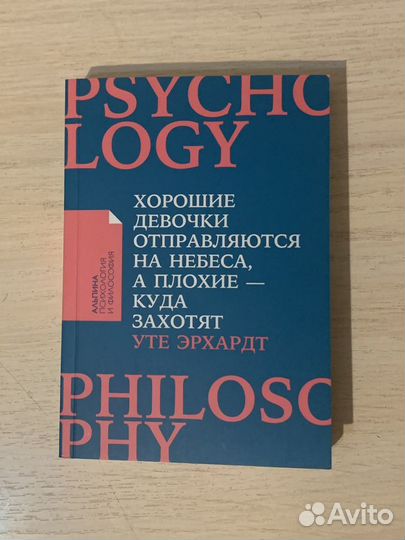 PSYCHO
LOGY
ХОРОШИЕ
ДЕВОЧКИ
ОТПРАВЛЯЮТСЯ
НА НЕБЕСА,
А ПЛОХИЕ —
КУДА
ЗАХОТЯТ
УТЕ ЭРХАРДТ
АЛЬПИНА
ПСИХОЛОГИЯ
И ФИЛОСОФИЯ
PHILOSO
PHY
Avito